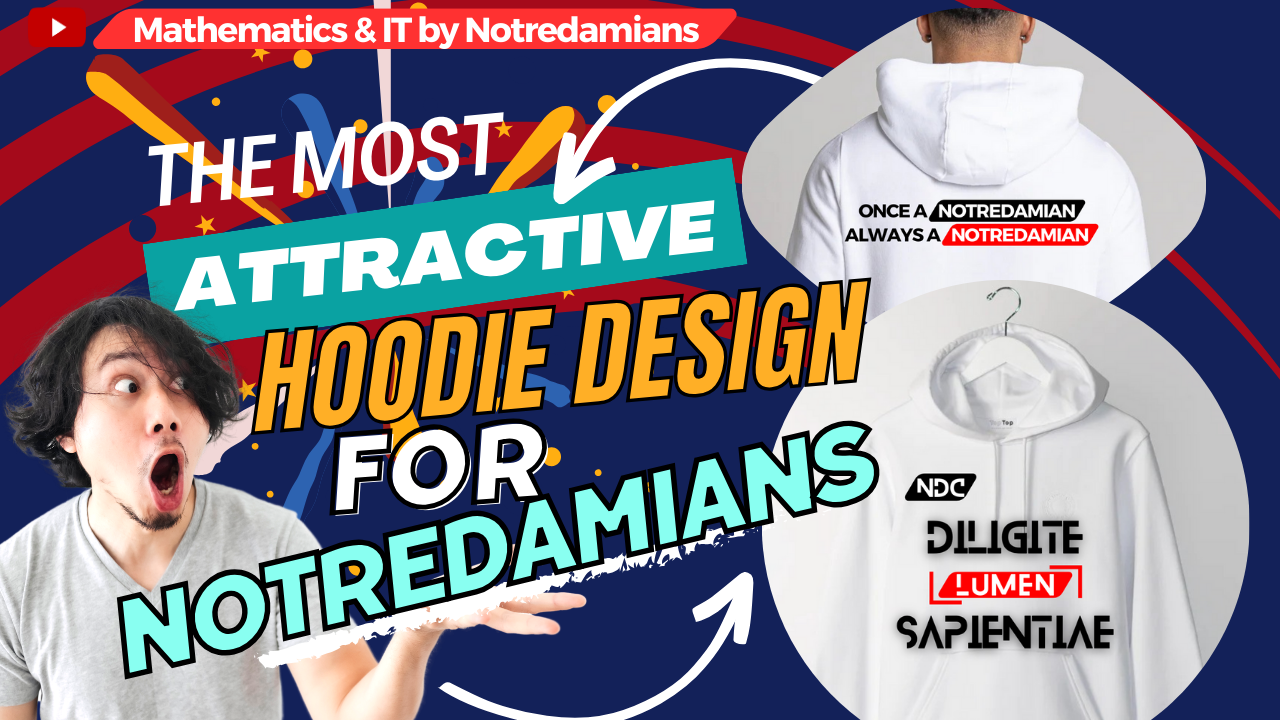 Mathematics & IT by Notredamians
THE MOST
ATTRACTIVE
HOODIE DESIGN
FOR
NOTREDAMIANS
ONCE A NOTREDAMIAN
ALWAYS A NOTREDAMIAN
NDC
DILIGITE
LUMEN
SAPIENTIAE